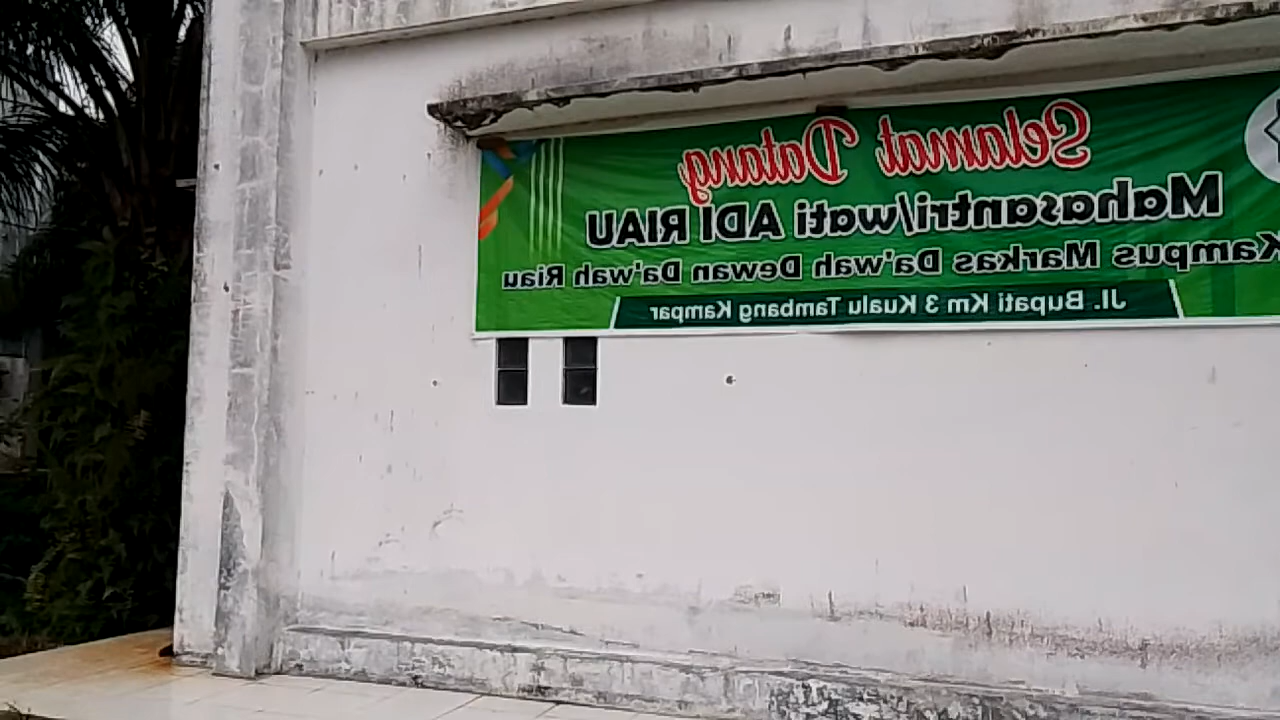 Selamat Datang
Mahasantri/wati ADI RIAU
Kampus Markas Da'wah Dewan Da'wah Riau
Jl. Bupati Km 3 Kualu Tambang Kampar